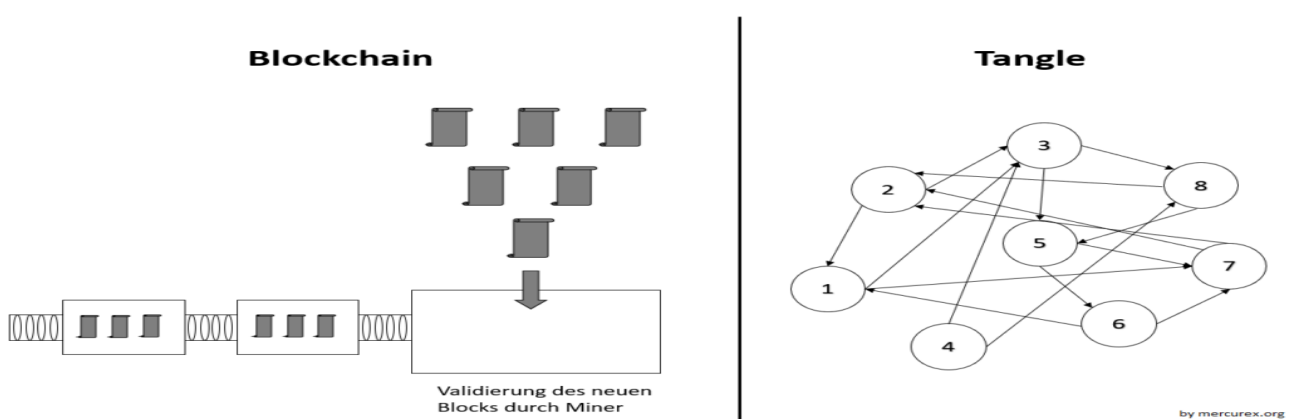 Blockchain
Validierung des neuen
Blocks durch Miner
Tangle
3
2
8
5
7
1
6
4
by mercurex.org